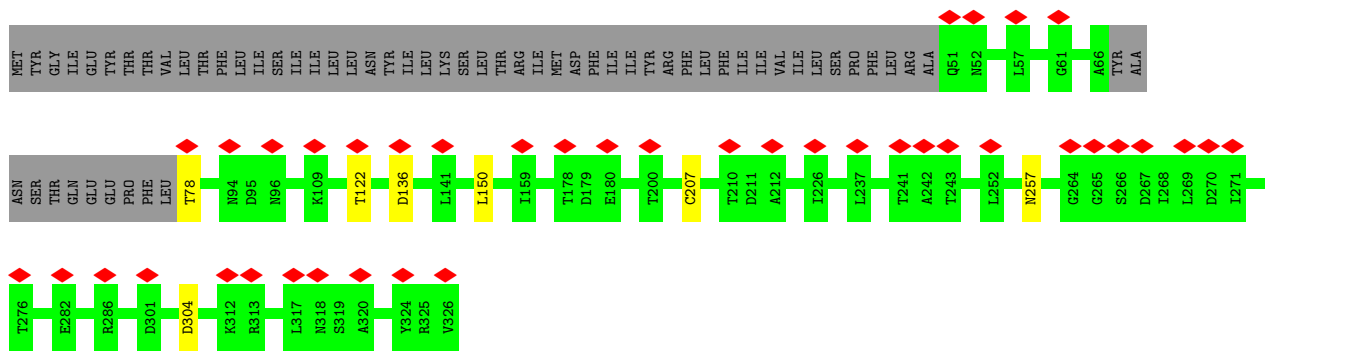 MET TYR GLY ILE GLU TYR THR THR VAL LEU THR PHE LEU ILE SER ILE ILE LEU LEU ASN TYR ILE LEU LYS SER LEU THR ARG ILE MET ASP PHE ILE ILE TYR ARG PHE LEU PHE ILE ILE VAL ILE LEU SER PRO PHE LEU ARG ALA Q51 N52 L57 G61 A66 TYR ALA
ASN SER THR GLN GLU GLU PRO PHE LEU T78 N94 D95 N96 K109 T122 D136 L141 L150 I159 T178 D179 E180 T200 C207 T210 D211 A212 I226 L237 T241 A242 T243 L252 N257 G264 G265 S266 D267 I268 L269 D270 I271
T276 E282 R286 D301 D304 K312 R313 L317 N318 S319 A320 Y324 R325 V326